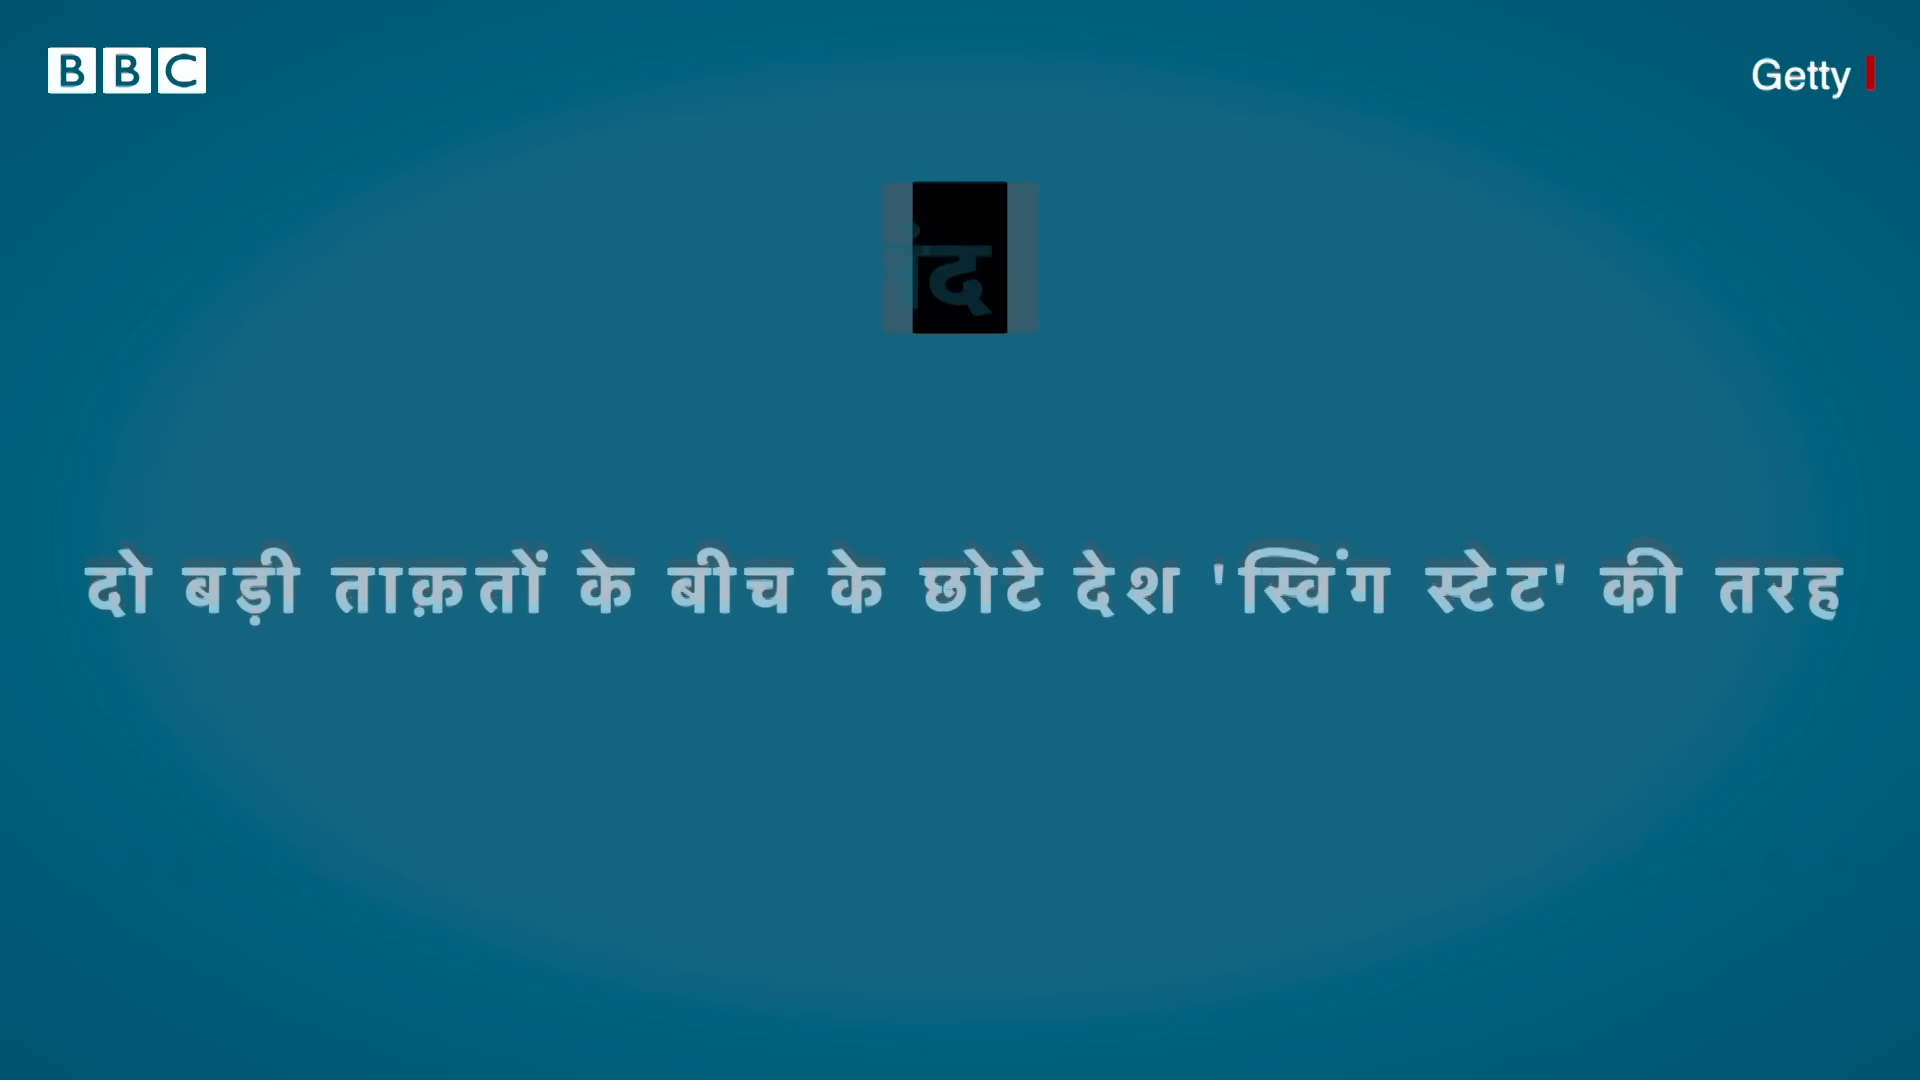 BBC
Getty
दो बड़ी ताक़तों के बीच के छोटे देश 'स्विंग स्टेट' की तरह